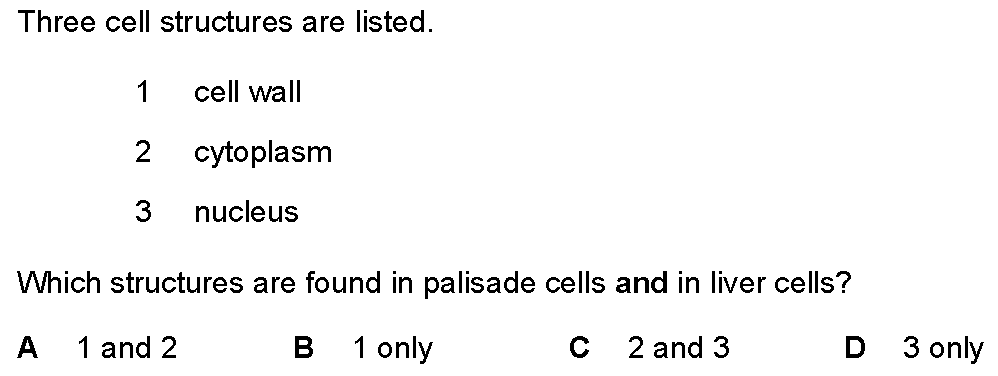 Three cell structures are listed.
1 cell wall
2 cytoplasm
3 nucleus
Which structures are found in palisade cells and in liver cells?
A 1 and 2 B 1 only C 2 and 3 D 3 only